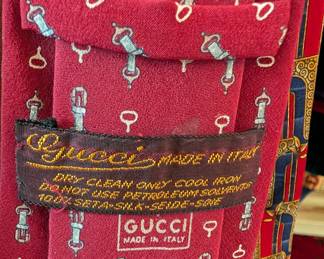 Gucci MADE IN ITALY
DRY CLEAN ONLY COOL IRON
DO NOT USE PETROLEUM SOLVENTS
100% SETA-SILK-SEIDE-SOIE
GUCCI
MADE IN ITALY